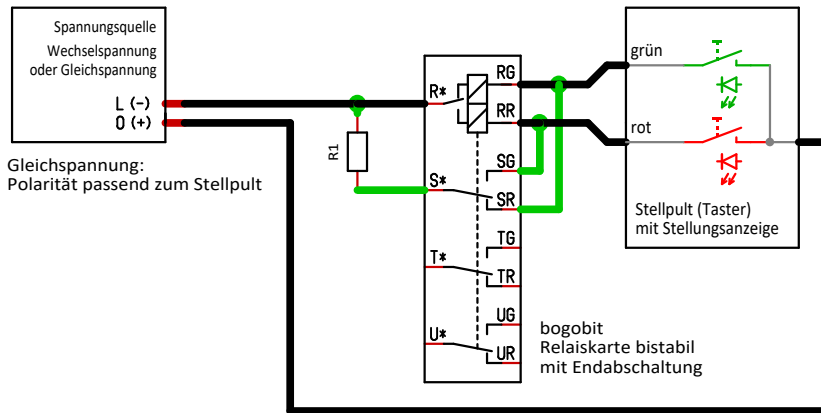 Spannungsquelle
Wechselspannung
oder Gleichspannung
L (-)
0 (+)
Gleichspannung:
Polarität passend zum Stellpult
R1
R*
RG
RR
S*
SG
SR
T*
TG
TR
U*
UG
UR
bogobit
Relaiskarte bistabil
mit Endabschaltung
grün
rot
Stellpult (Taster)
mit Stellungsanzeige